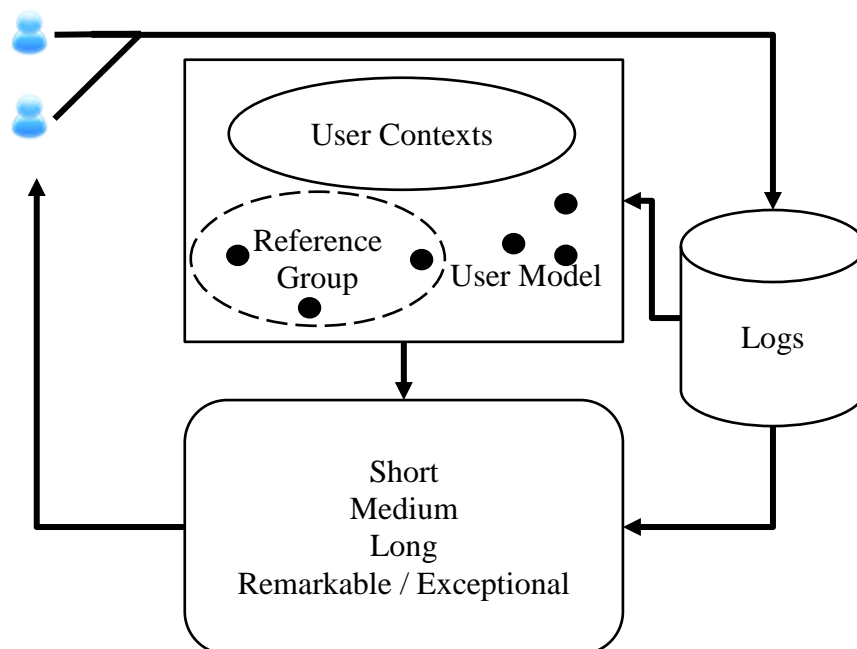 User Contexts
Reference
Group
User Model
Logs
Short
Medium
Long
Remarkable / Exceptional